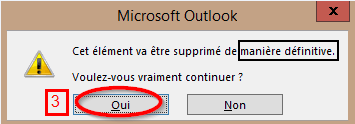 Microsoft Outlook
x
Cet élément va être supprimé de manière définitive.
Voulez-vous vraiment continuer ?
3 Oui Non